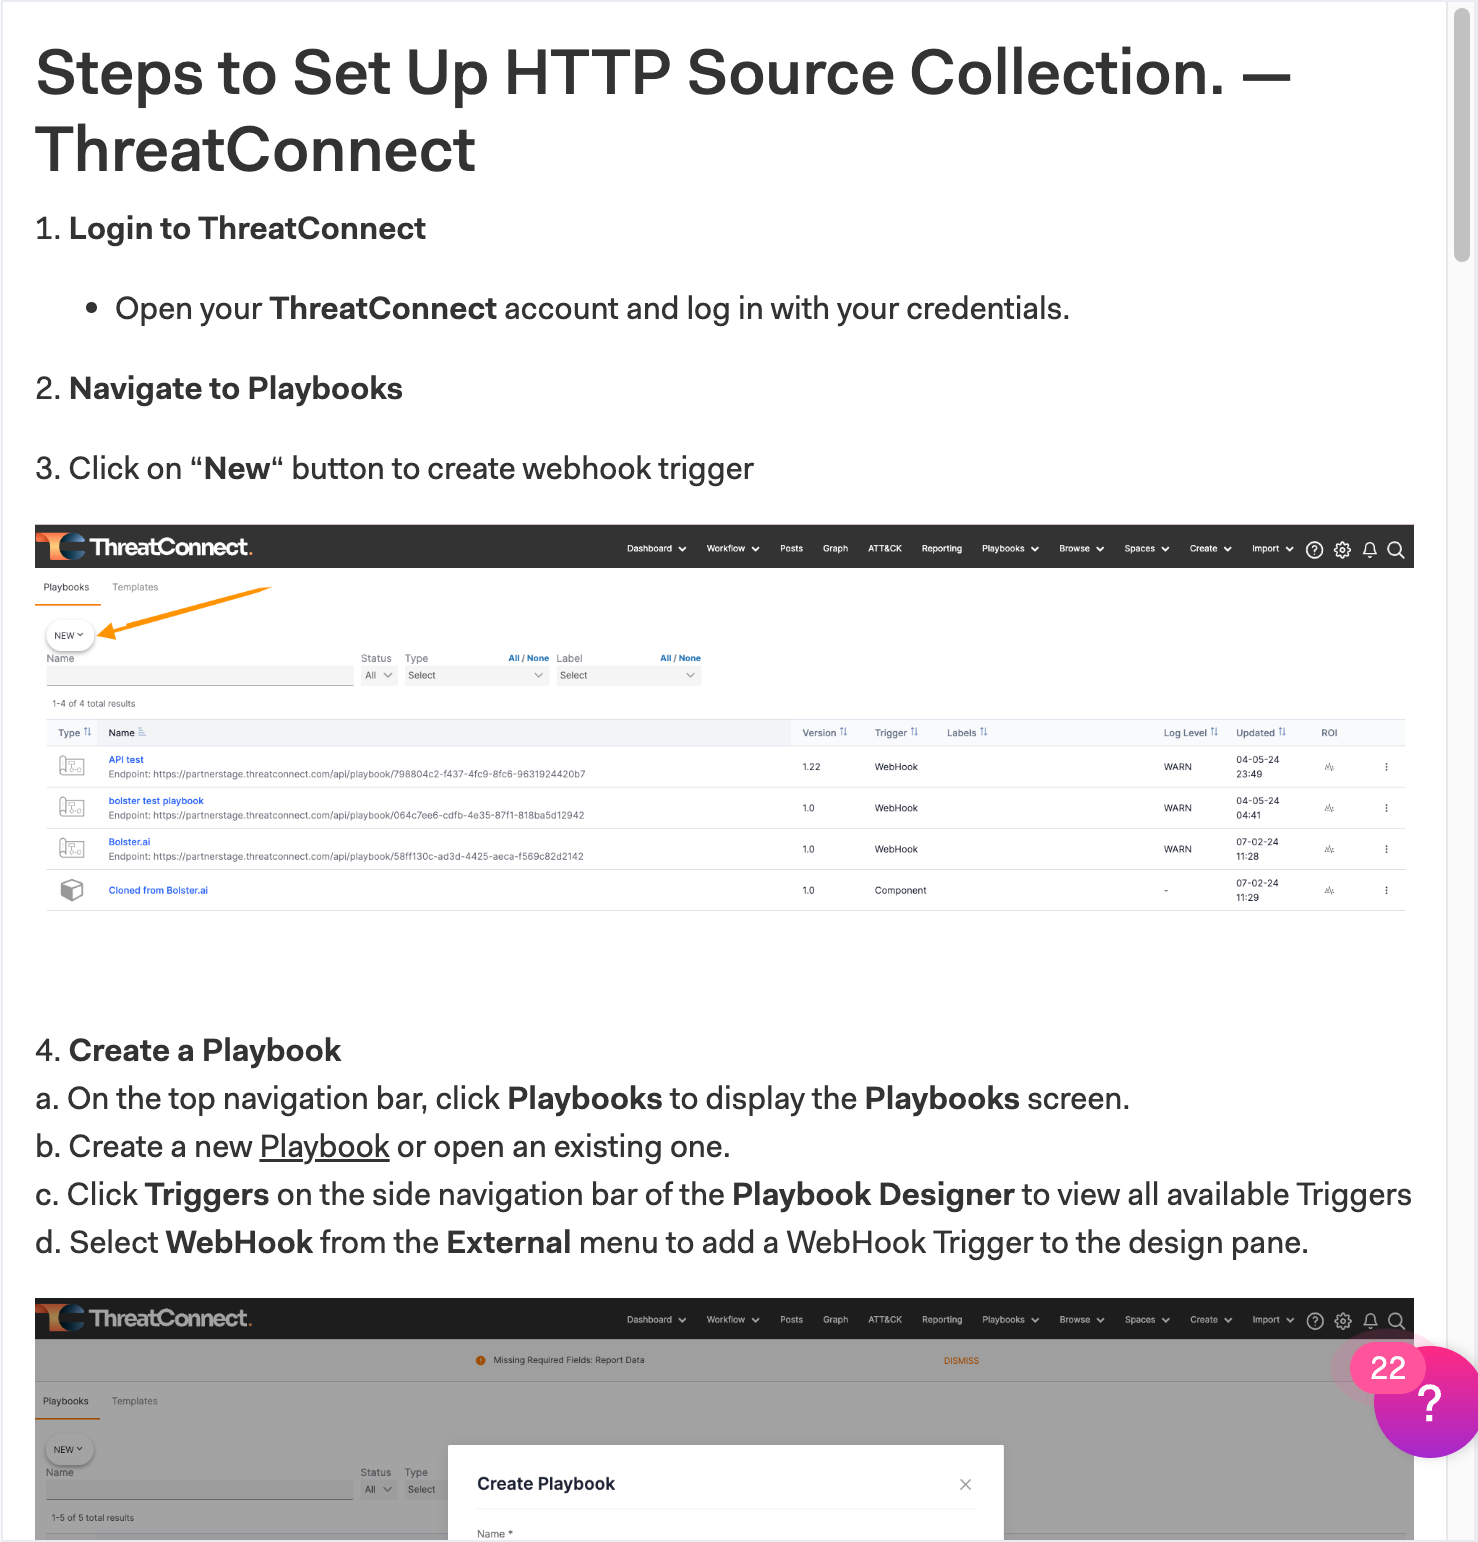 Steps to Set Up HTTP Source Collection. —
ThreatConnect
1. Login to ThreatConnect
• Open your ThreatConnect account and log in with your credentials.
2. Navigate to Playbooks
3. Click on “New“ button to create webhook trigger
ThreatConnect.
Dashboard Workflow Posts Graph ATT&CK Reporting Playbooks Browse Spaces Create Import
Playbooks Templates
NEW
Name Status Type All / None Label All / None
All Select Select
1-4 of 4 total results
Type Name Version Trigger Labels Log Level Updated ROI
API test
Endpoint: https://partnerstage.threatconnect.com/api/playbook/798804c2-f437-4fc9-8fc6-9631924420b7
1.22 WebHook WARN 04-05-24
23:49
bolster test playbook
Endpoint: https://partnerstage.threatconnect.com/api/playbook/064c7ee6-cdfb-4e35-87f1-818ba5d12942
1.0 WebHook WARN 04-05-24
04:41
Bolster.ai
Endpoint: https://partnerstage.threatconnect.com/api/playbook/58ff130c-ad3d-4425-aeca-f569c82d2142
1.0 WebHook WARN 07-02-24
11:28
Cloned from Bolster.ai 1.0 Component - 07-02-24
11:29
4. Create a Playbook
a. On the top navigation bar, click Playbooks to display the Playbooks screen.
b. Create a new Playbook or open an existing one.
c. Click Triggers on the side navigation bar of the Playbook Designer to view all available Triggers
d. Select WebHook from the External menu to add a WebHook Trigger to the design pane.
ThreatConnect.
Dashboard Workflow Posts Graph ATT&CK Reporting Playbooks Browse Spaces Create Import
Missing Required Fields: Report Data DISMISS
22
?
Playbooks Templates
NEW
Name Status Type
All Select
1-5 of 5 total results
Create Playbook
Name *